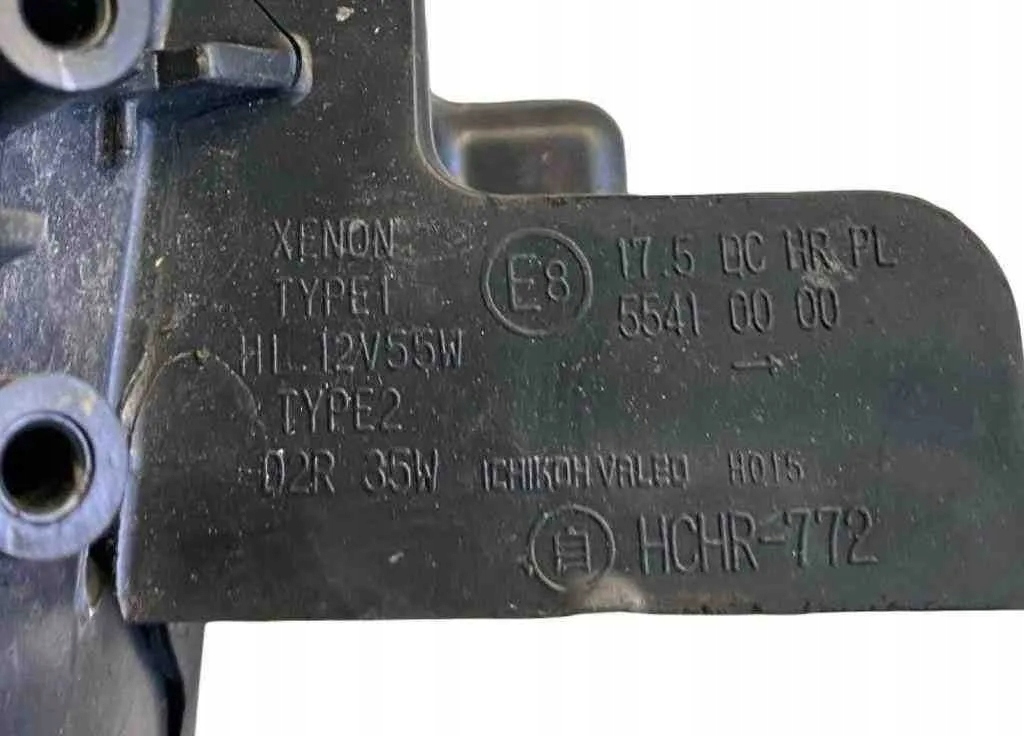 XENON
TYPE1
HL. 12V55W
TYPE2
D2R 35W
E8
17.5 DC HR PL
5541 00 00
→
ICHIKOH VALEO H015
自 HCHR-772